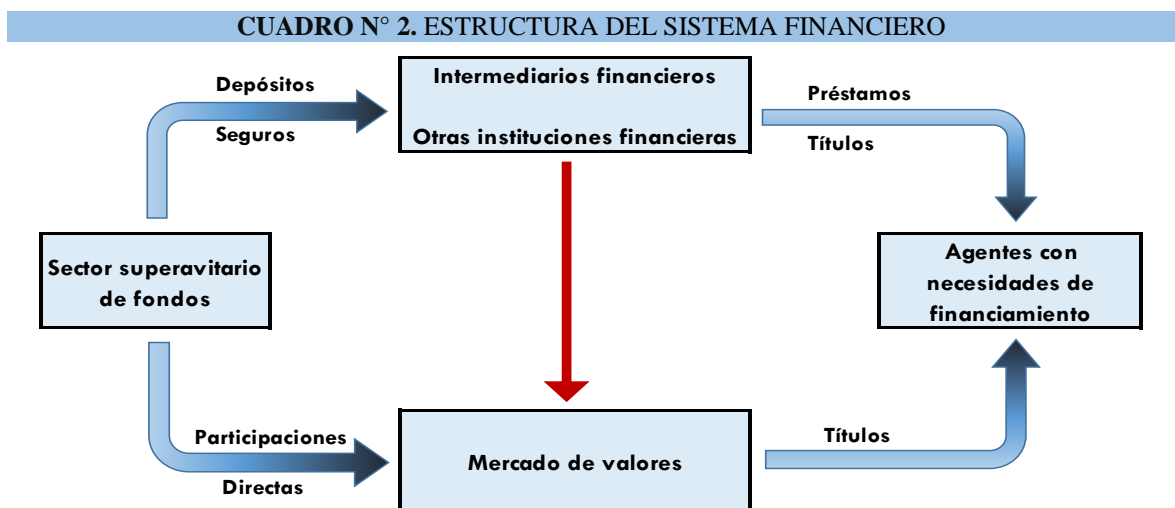 CUADRO N° 2. ESTRUCTURA DEL SISTEMA FINANCIERO
Depósitos
Seguros
Intermediarios financieros
Otras instituciones financieras
Préstamos
Títulos
Sector superavitario
de fondos
Agentes con
necesidades de
financiamiento
Participaciones
Directas
Mercado de valores
Títulos